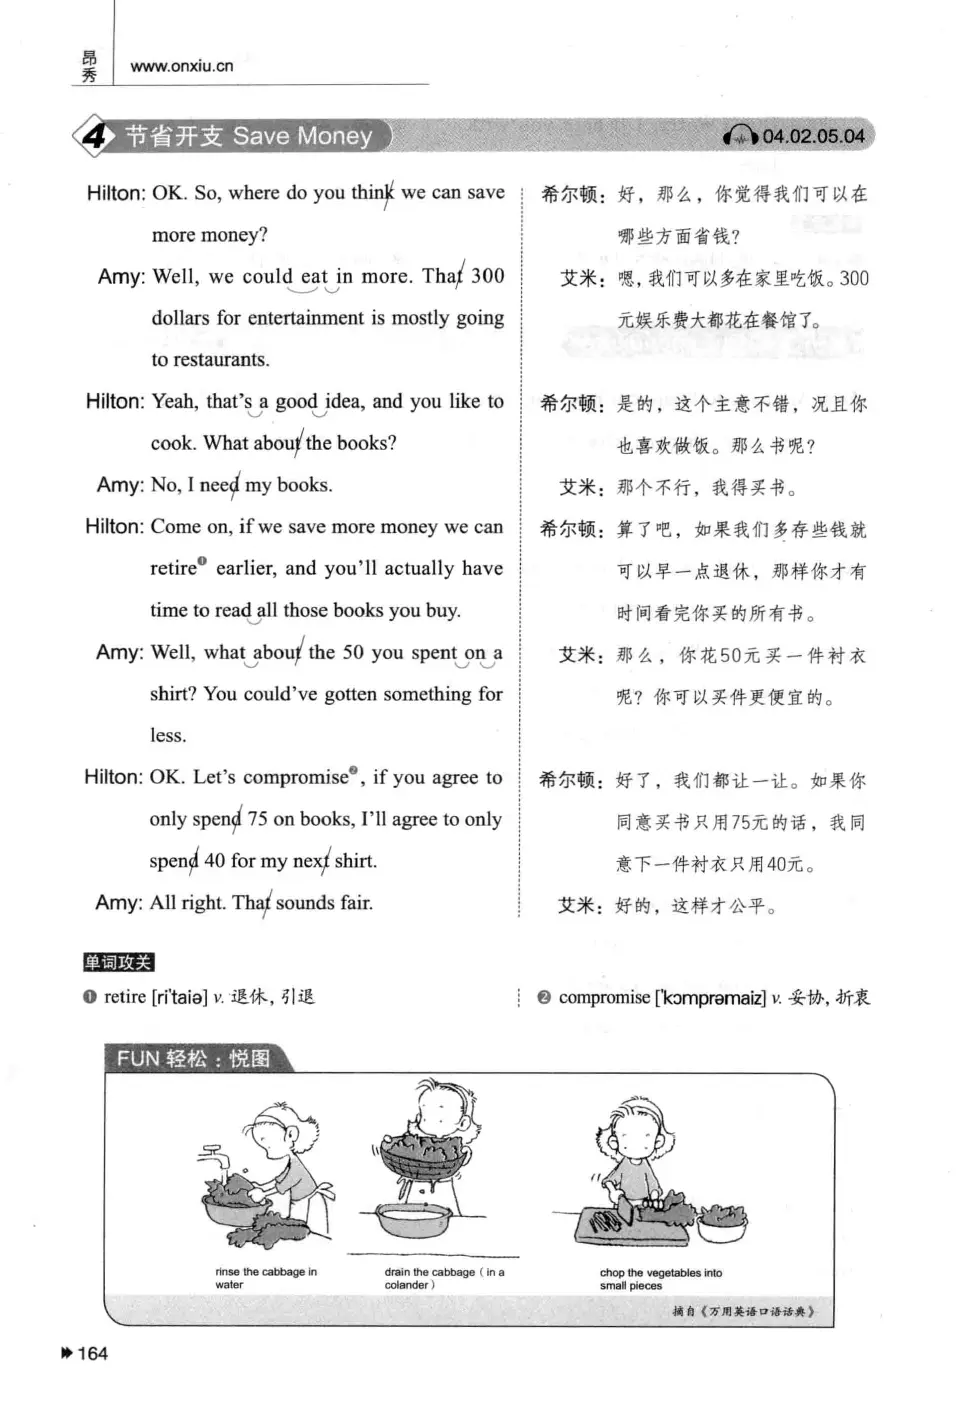 昂秀
www.onxiu.cn
4 节省开支 Save Money 04.02.05.04
Hilton: OK. So, where do you think we can save
more money?
Amy: Well, we could eat in more. That 300
dollars for entertainment is mostly going
to restaurants.
Hilton: Yeah, that's a good idea, and you like to
cook. What about the books?
Amy: No, I need my books.
Hilton: Come on, if we save more money we can
retire❶ earlier, and you'll actually have
time to read all those books you buy.
Amy: Well, what about the 50 you spent on a
shirt? You could've gotten something for
less.
Hilton: OK. Let's compromise❷, if you agree to
only spend 75 on books, I'll agree to only
spend 40 for my next shirt.
Amy: All right. That sounds fair.
希尔顿：好，那么，你觉得我们可以在
哪些方面省钱？
艾米：嗯，我们可以多在家里吃饭。300
元娱乐费大都花在餐馆了。
希尔顿：是的，这个主意不错，况且你
也喜欢做饭。那么书呢？
艾米：那个不行，我得买书。
希尔顿：算了吧，如果我们多存些钱就
可以早一点退休，那样你才有
时间看完你买的所有书。
艾米：那么，你花50元买一件衬衣
呢？你可以买件更便宜的。
希尔顿：好了，我们都让一让。如果你
同意买书只用75元的话，我同
意下一件衬衣只用40元。
艾米：好的，这样才公平。
单词攻关
❶ retire [ri'taiə] v. 退休，引退
❷ compromise ['kɔmprəmaiz] v. 妥协，折衷
FUN 轻松：悦图
rinse the cabbage in
water
drain the cabbage ( in a
colander )
chop the vegetables into
small pieces
摘自《万用英语口语话典》
164